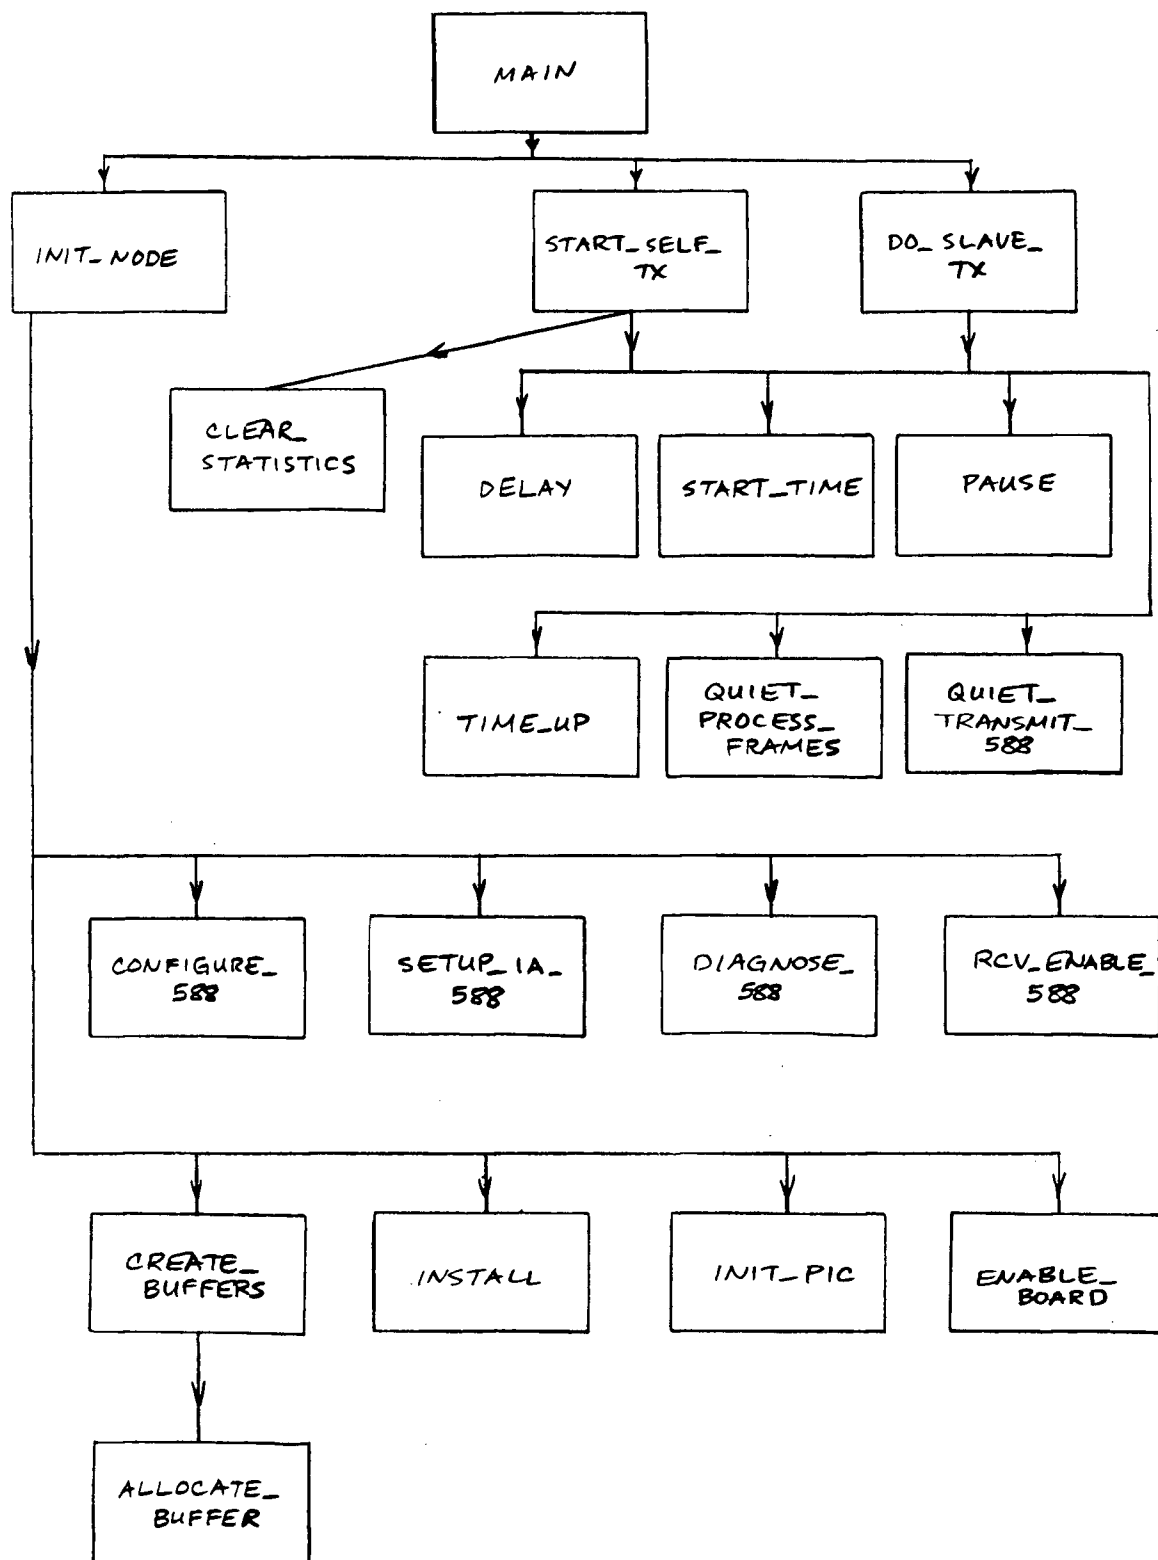 MAIN
INIT_NODE
START_SELF_
TX
DO_SLAVE_
TX
CLEAR_
STATISTICS
DELAY
START_TIME
PAUSE
TIME_UP
QUIET_
PROCESS_
FRAMES
QUIET_
TRANSMIT_
588
CONFIGURE_
588
SETUP_IA_
588
DIAGNOSE_
588
RCV_ENABLE_
588
CREATE_
BUFFERS
INSTALL
INIT_PIC
ENABLE_
BOARD
ALLOCATE_
BUFFER